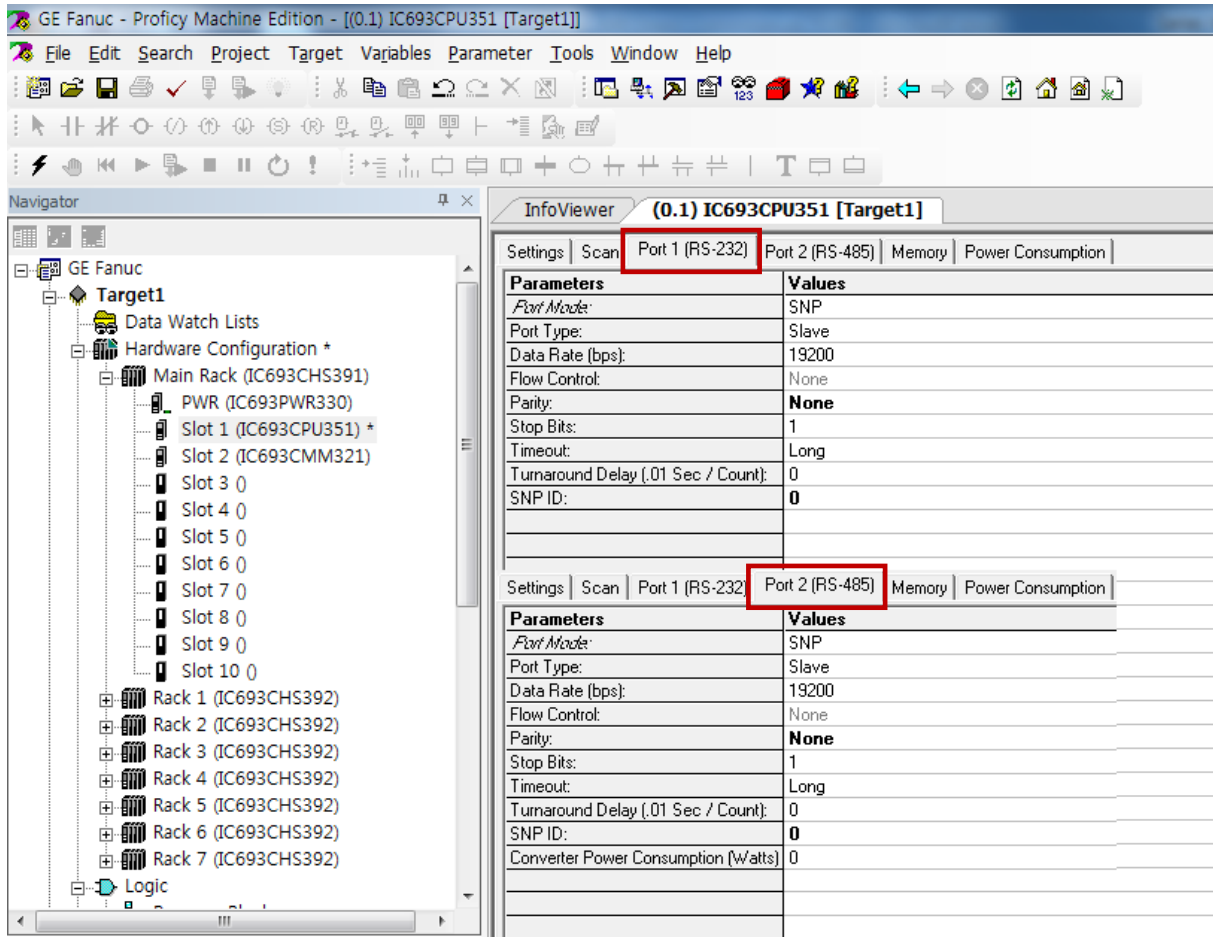 GE Fanuc - Proficy Machine Edition - [(0.1) IC693CPU351 [Target1]]
File Edit Search Project Target Variables Parameter Tools Window Help
Navigator
GE Fanuc
Target1
Data Watch Lists
Hardware Configuration *
Main Rack (IC693CHS391)
PWR (IC693PWR330)
Slot 1 (IC693CPU351) *
Slot 2 (IC693CMM321)
Slot 3 ()
Slot 4 ()
Slot 5 ()
Slot 6 ()
Slot 7 ()
Slot 8 ()
Slot 9 ()
Slot 10 ()
Rack 1 (IC693CHS392)
Rack 2 (IC693CHS392)
Rack 3 (IC693CHS392)
Rack 4 (IC693CHS392)
Rack 5 (IC693CHS392)
Rack 6 (IC693CHS392)
Rack 7 (IC693CHS392)
Logic
InfoViewer (0.1) IC693CPU351 [Target1]
Settings Scan Port 1 (RS-232) Port 2 (RS-485) Memory Power Consumption
Parameters Values
Port Mode: SNP
Port Type: Slave
Data Rate (bps): 19200
Flow Control: None
Parity: None
Stop Bits: 1
Timeout: Long
Turnaround Delay (.01 Sec / Count): 0
SNP ID: 0
Settings Scan Port 1 (RS-232) Port 2 (RS-485) Memory Power Consumption
Parameters Values
Port Mode: SNP
Port Type: Slave
Data Rate (bps): 19200
Flow Control: None
Parity: None
Stop Bits: 1
Timeout: Long
Turnaround Delay (.01 Sec / Count): 0
SNP ID: 0
Converter Power Consumption (Watts) 0